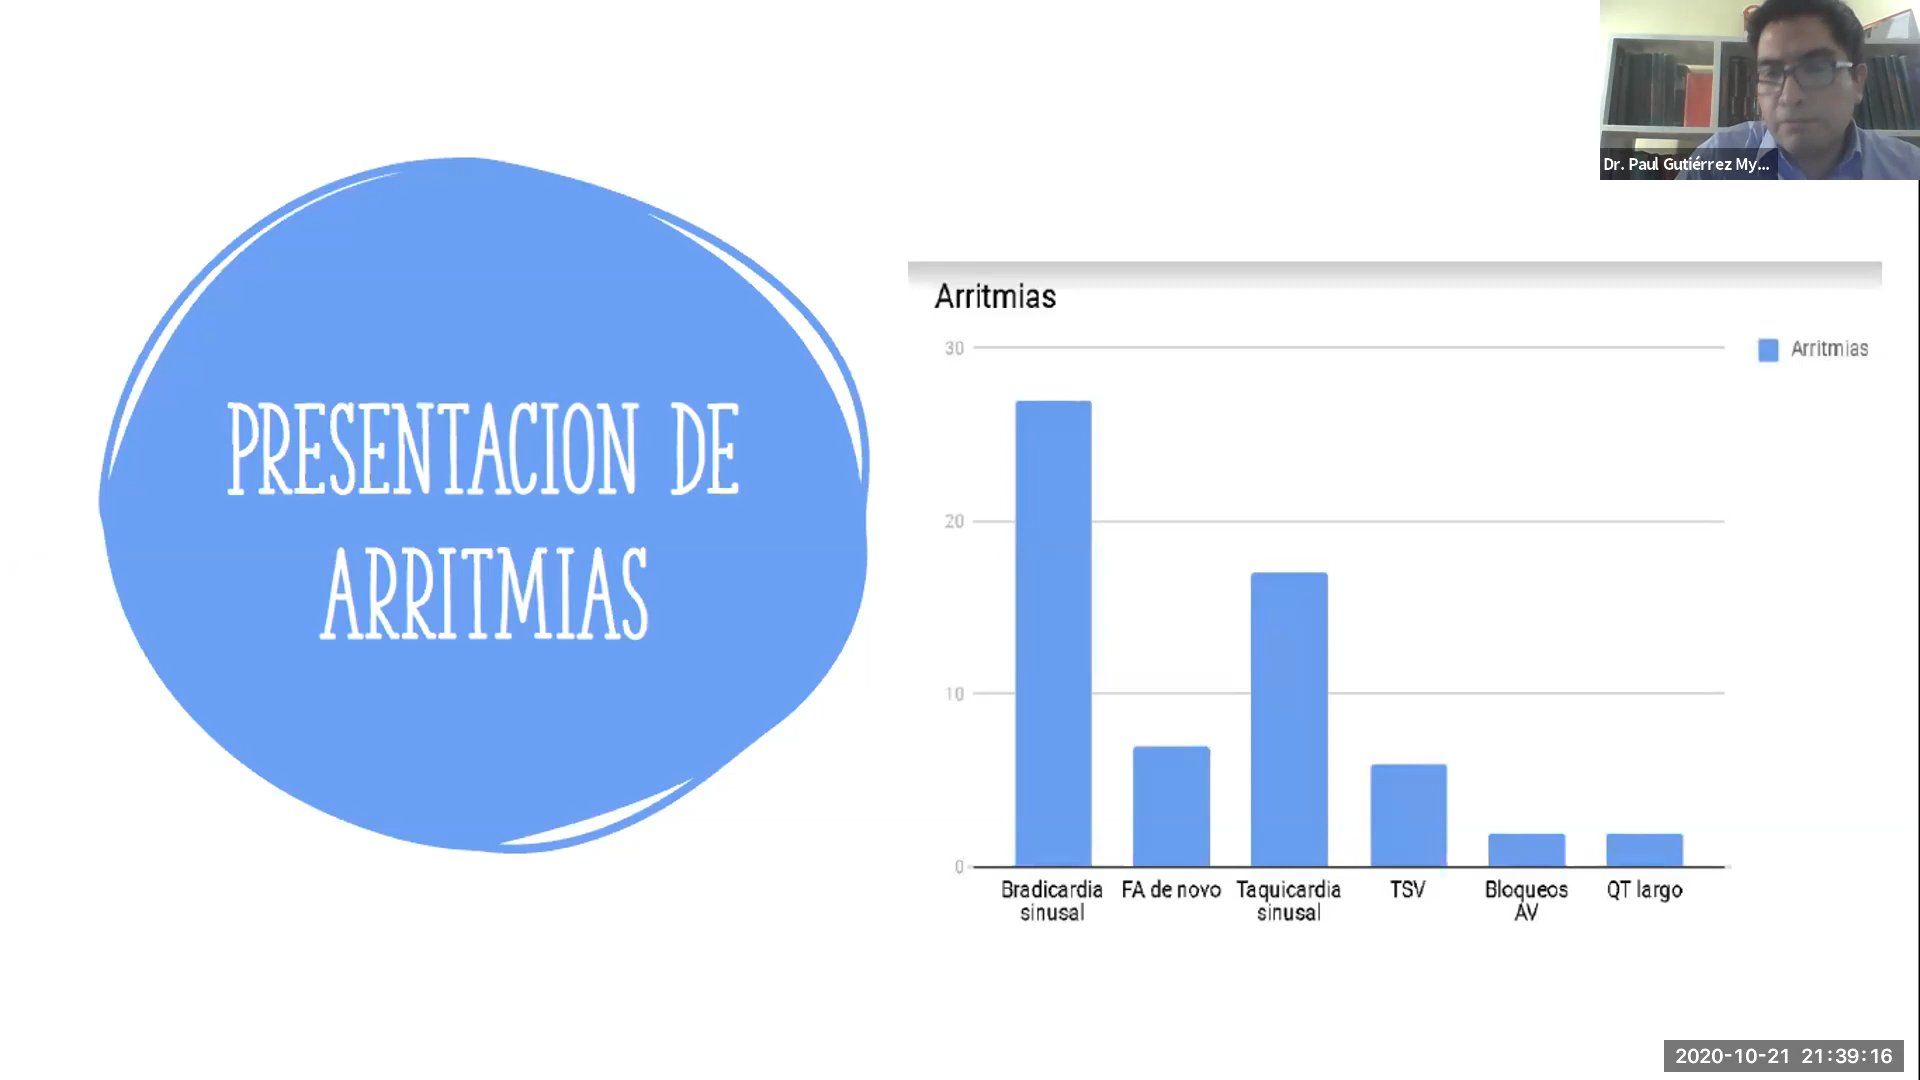 Dr. Paul Gutiérrez My...
PRESENTACION DE
ARRITMIAS
Arritmias
Arritmias
30
20
10
0
Bradicardia
sinusal
FA de novo
Taquicardia
sinusal
TSV
Bloqueos
AV
QT largo
2020-10-21 21:39:16